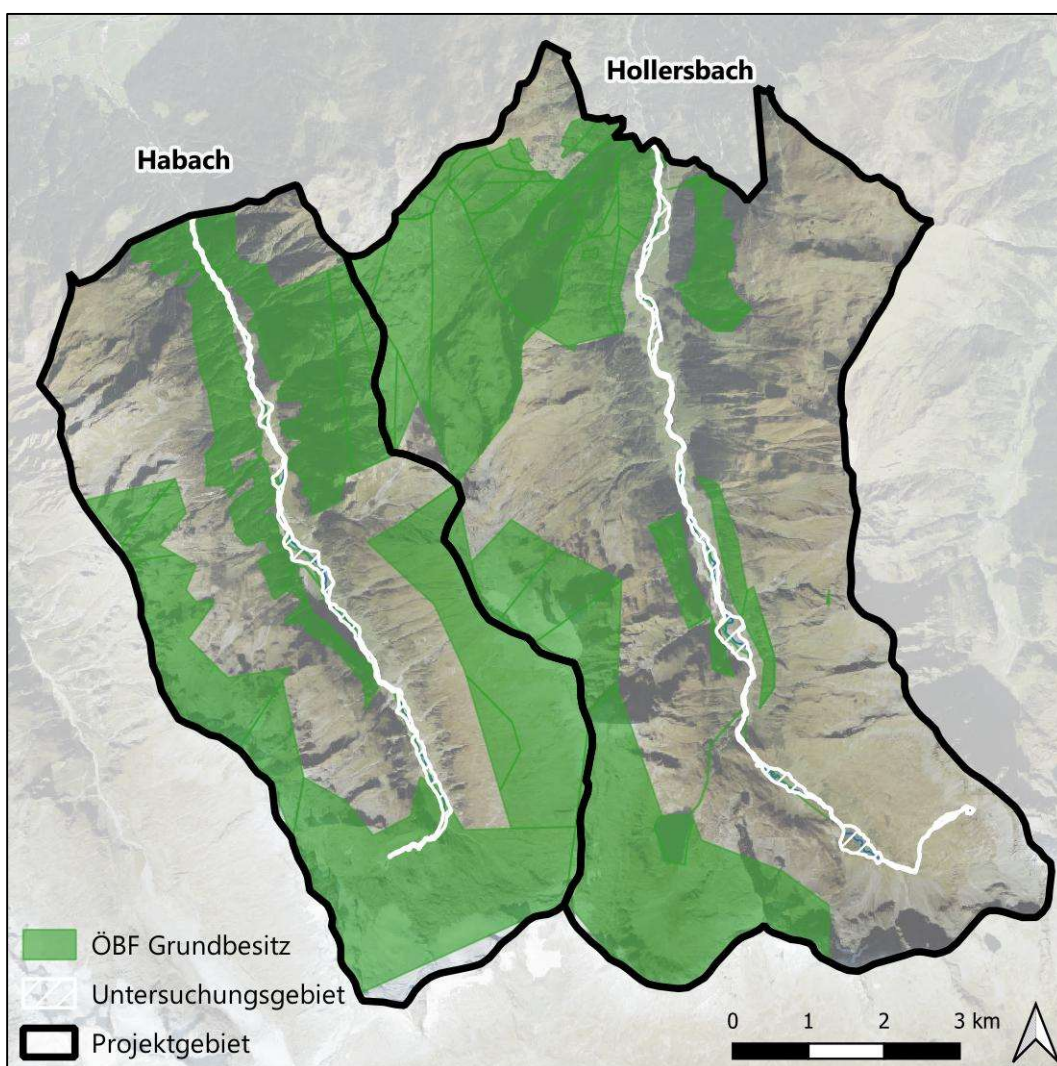 Hollersbach
Habach
ÖBF Grundbesitz
Untersuchungsgebiet
Projektgebiet
0 1 2 3 km